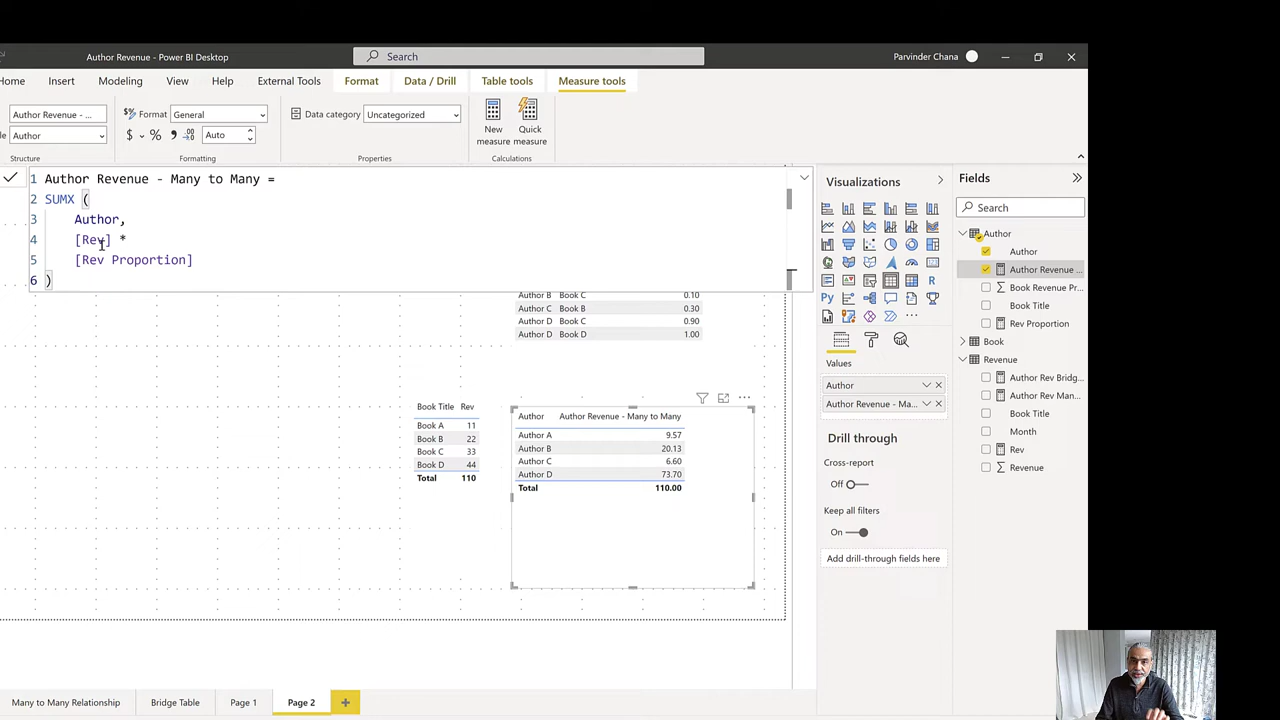 Author Revenue - Power BI Desktop
Search
Parvinder Chana
Home Insert Modeling View Help External Tools Format Data / Drill Table tools Measure tools
Author Revenue - ...
Format General
Data category Uncategorized
New measure
Quick measure
Author
$ % 9 Auto
Structure Formatting Properties Calculations
1 Author Revenue - Many to Many =
2 SUMX (
3 Author,
4 [Rev] *
5 [Rev Proportion]
6 )
Author B Book C 0.10
Author C Book B 0.30
Author D Book C 0.90
Author D Book D 1.00
Book Title Rev
Book A 11
Book B 22
Book C 33
Book D 44
Total 110
Author Author Revenue - Many to Many
Author A 9.57
Author B 20.13
Author C 6.60
Author D 73.70
Total 110.00
Visualizations
R
Py
123
Values
Author
Author Revenue - Ma...
Drill through
Cross-report
Off
Keep all filters
On
Add drill-through fields here
Fields
Search
Author
Author
Author Revenue ...
Book Revenue Pr...
Book Title
Rev Proportion
Book
Revenue
Author Rev Bridg...
Author Rev Man...
Book Title
Month
Rev
Revenue
Many to Many Relationship Bridge Table Page 1 Page 2